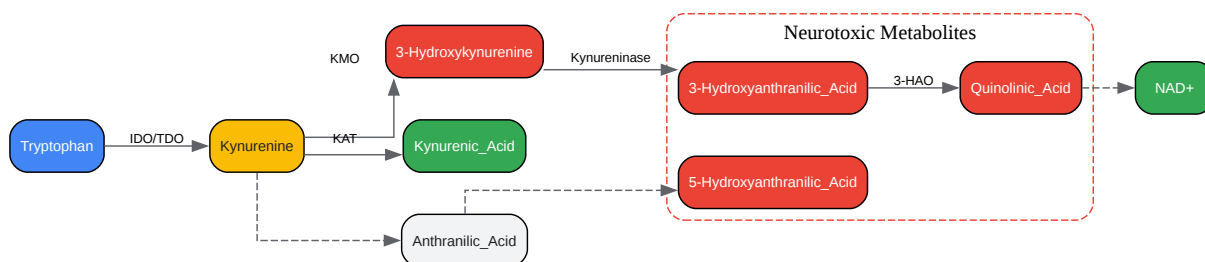 Neurotoxic Metabolites
KMO
3-Hydroxykynurenine
Kynureninase
3-Hydroxyanthranilic_Acid
3-HAO
Quinolinic_Acid
NAD+
Tryptophan
IDO/TDO
Kynurenine
KAT
Kynurenic_Acid
5-Hydroxyanthranilic_Acid
Anthranilic_Acid